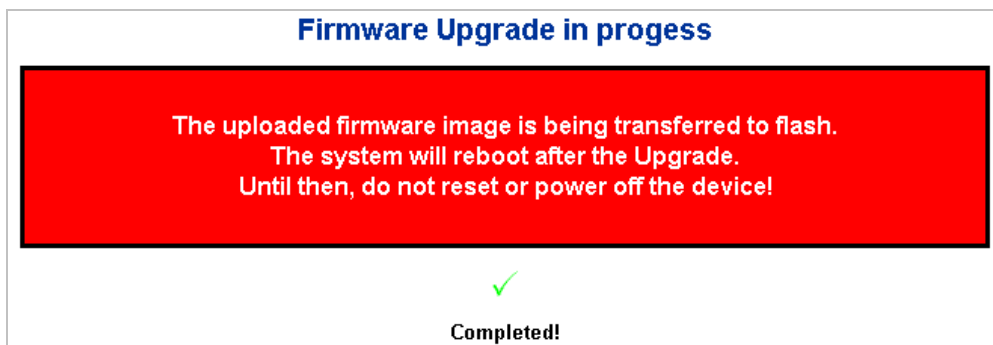 Firmware Upgrade in progess
The uploaded firmware image is being transferred to flash.
The system will reboot after the Upgrade.
Until then, do not reset or power off the device!
Completed!